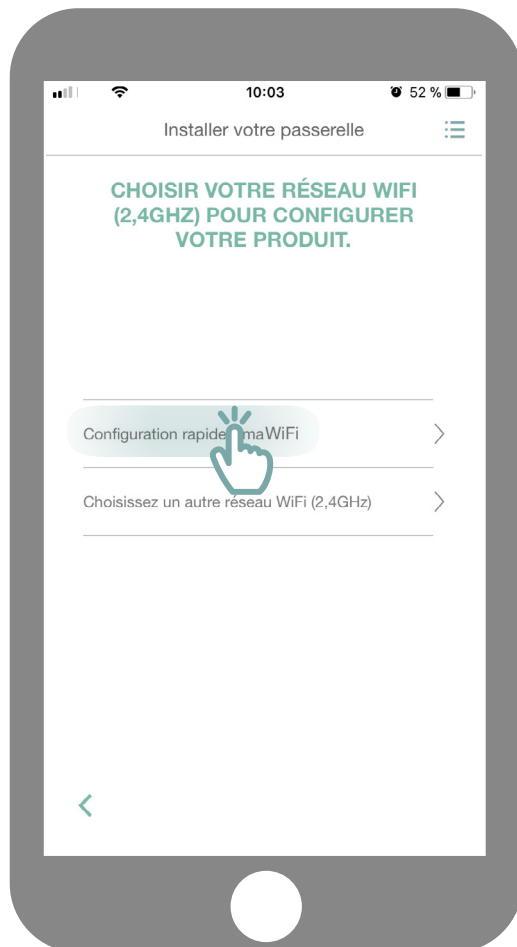 10:03
52 %
Installer votre passerelle
CHOISIR VOTRE RÉSEAU WIFI
(2,4GHZ) POUR CONFIGURER
VOTRE PRODUIT.
Configuration rapide maWiFi
Choisissez un autre réseau WiFi (2,4GHz)